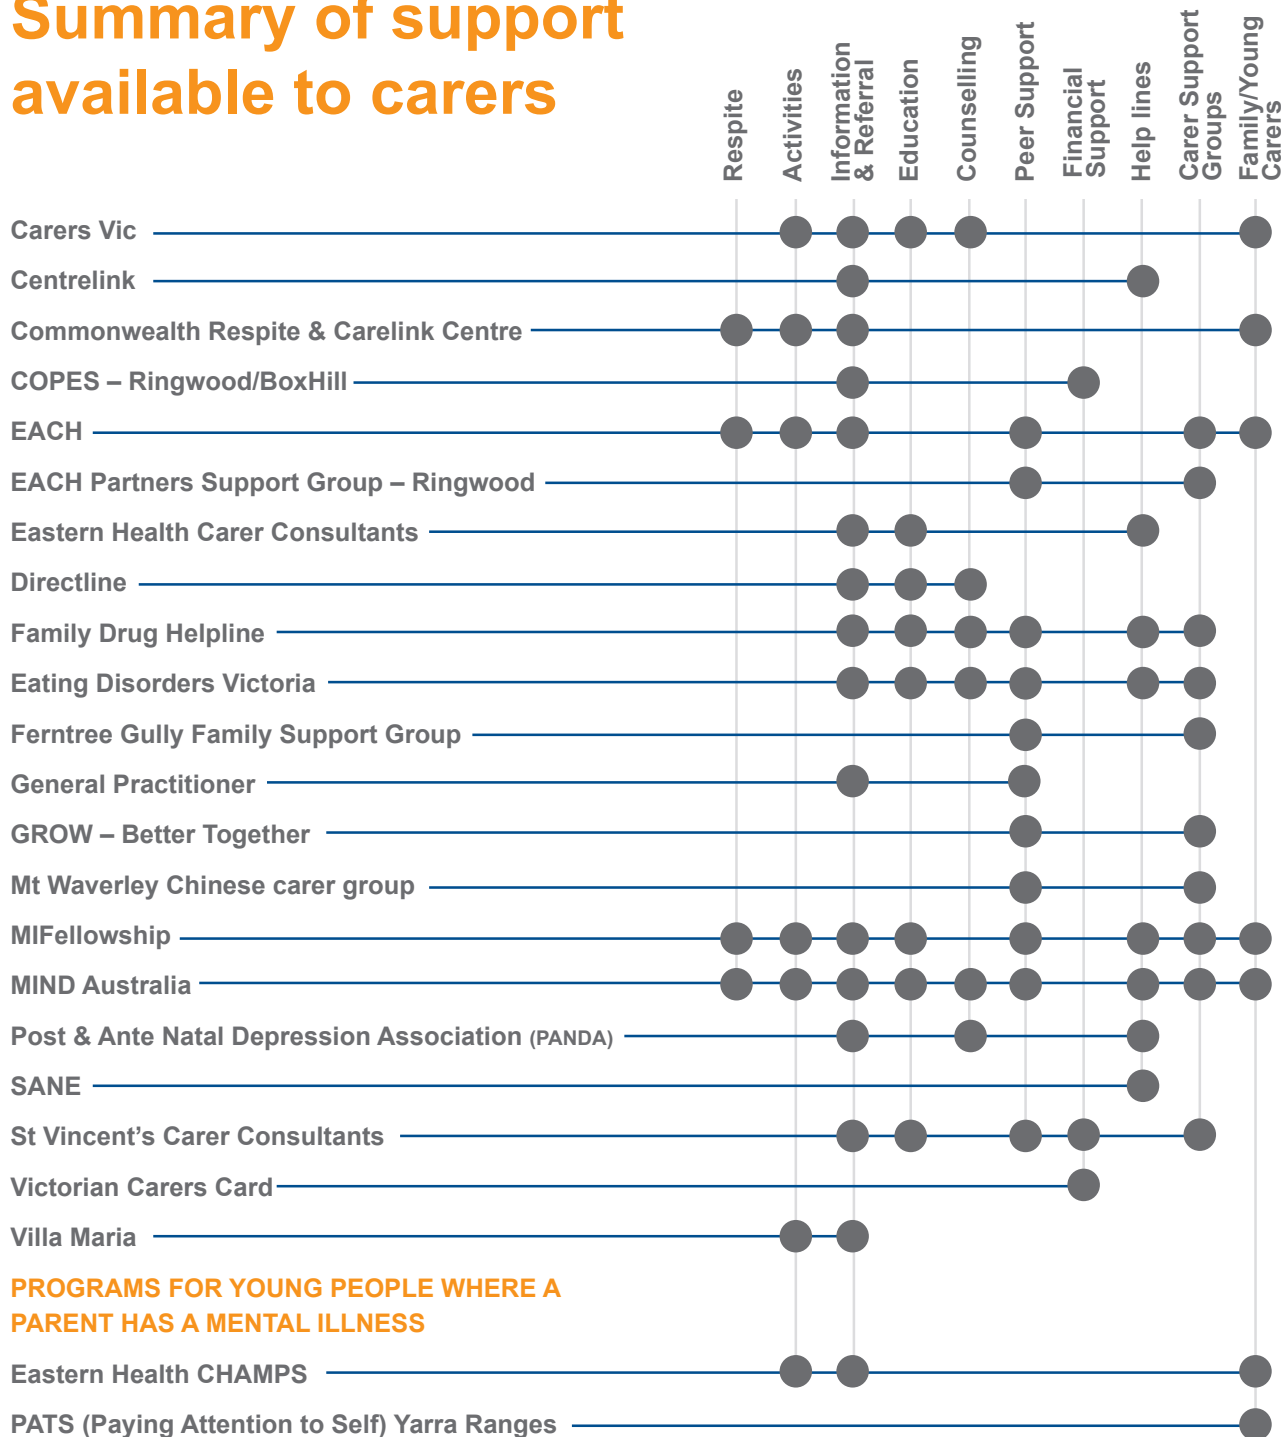 Summary of support
available to carers
Respite
Activities
Information
& Referral
Education
Counselling
Peer Support
Financial
Support
Help lines
Carer Support
Groups
Family/Young
Carers
Carers Vic
Centrelink
Commonwealth Respite & Carelink Centre
COPES – Ringwood/BoxHill
EACH
EACH Partners Support Group – Ringwood
Eastern Health Carer Consultants
Directline
Family Drug Helpline
Eating Disorders Victoria
Ferntree Gully Family Support Group
General Practitioner
GROW – Better Together
Mt Waverley Chinese carer group
MIFellowship
MIND Australia
Post & Ante Natal Depression Association (PANDA)
SANE
St Vincent’s Carer Consultants
Victorian Carers Card
Villa Maria
PROGRAMS FOR YOUNG PEOPLE WHERE A
PARENT HAS A MENTAL ILLNESS
Eastern Health CHAMPS
PATS (Paying Attention to Self) Yarra Ranges